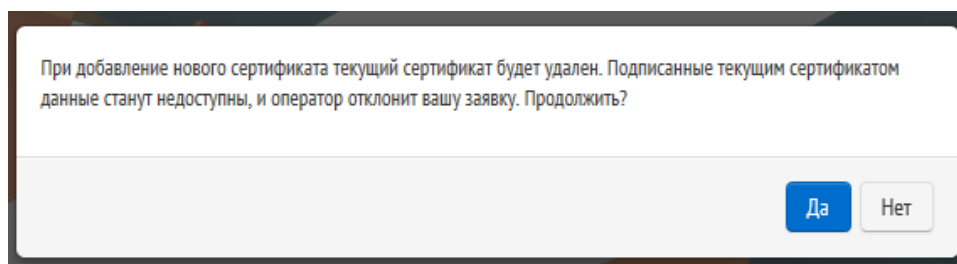 При добавление нового сертификата текущий сертификат будет удален. Подписанные текущим сертификатом
данные станут недоступны, и оператор отклонит вашу заявку. Продолжить?
Да
Нет